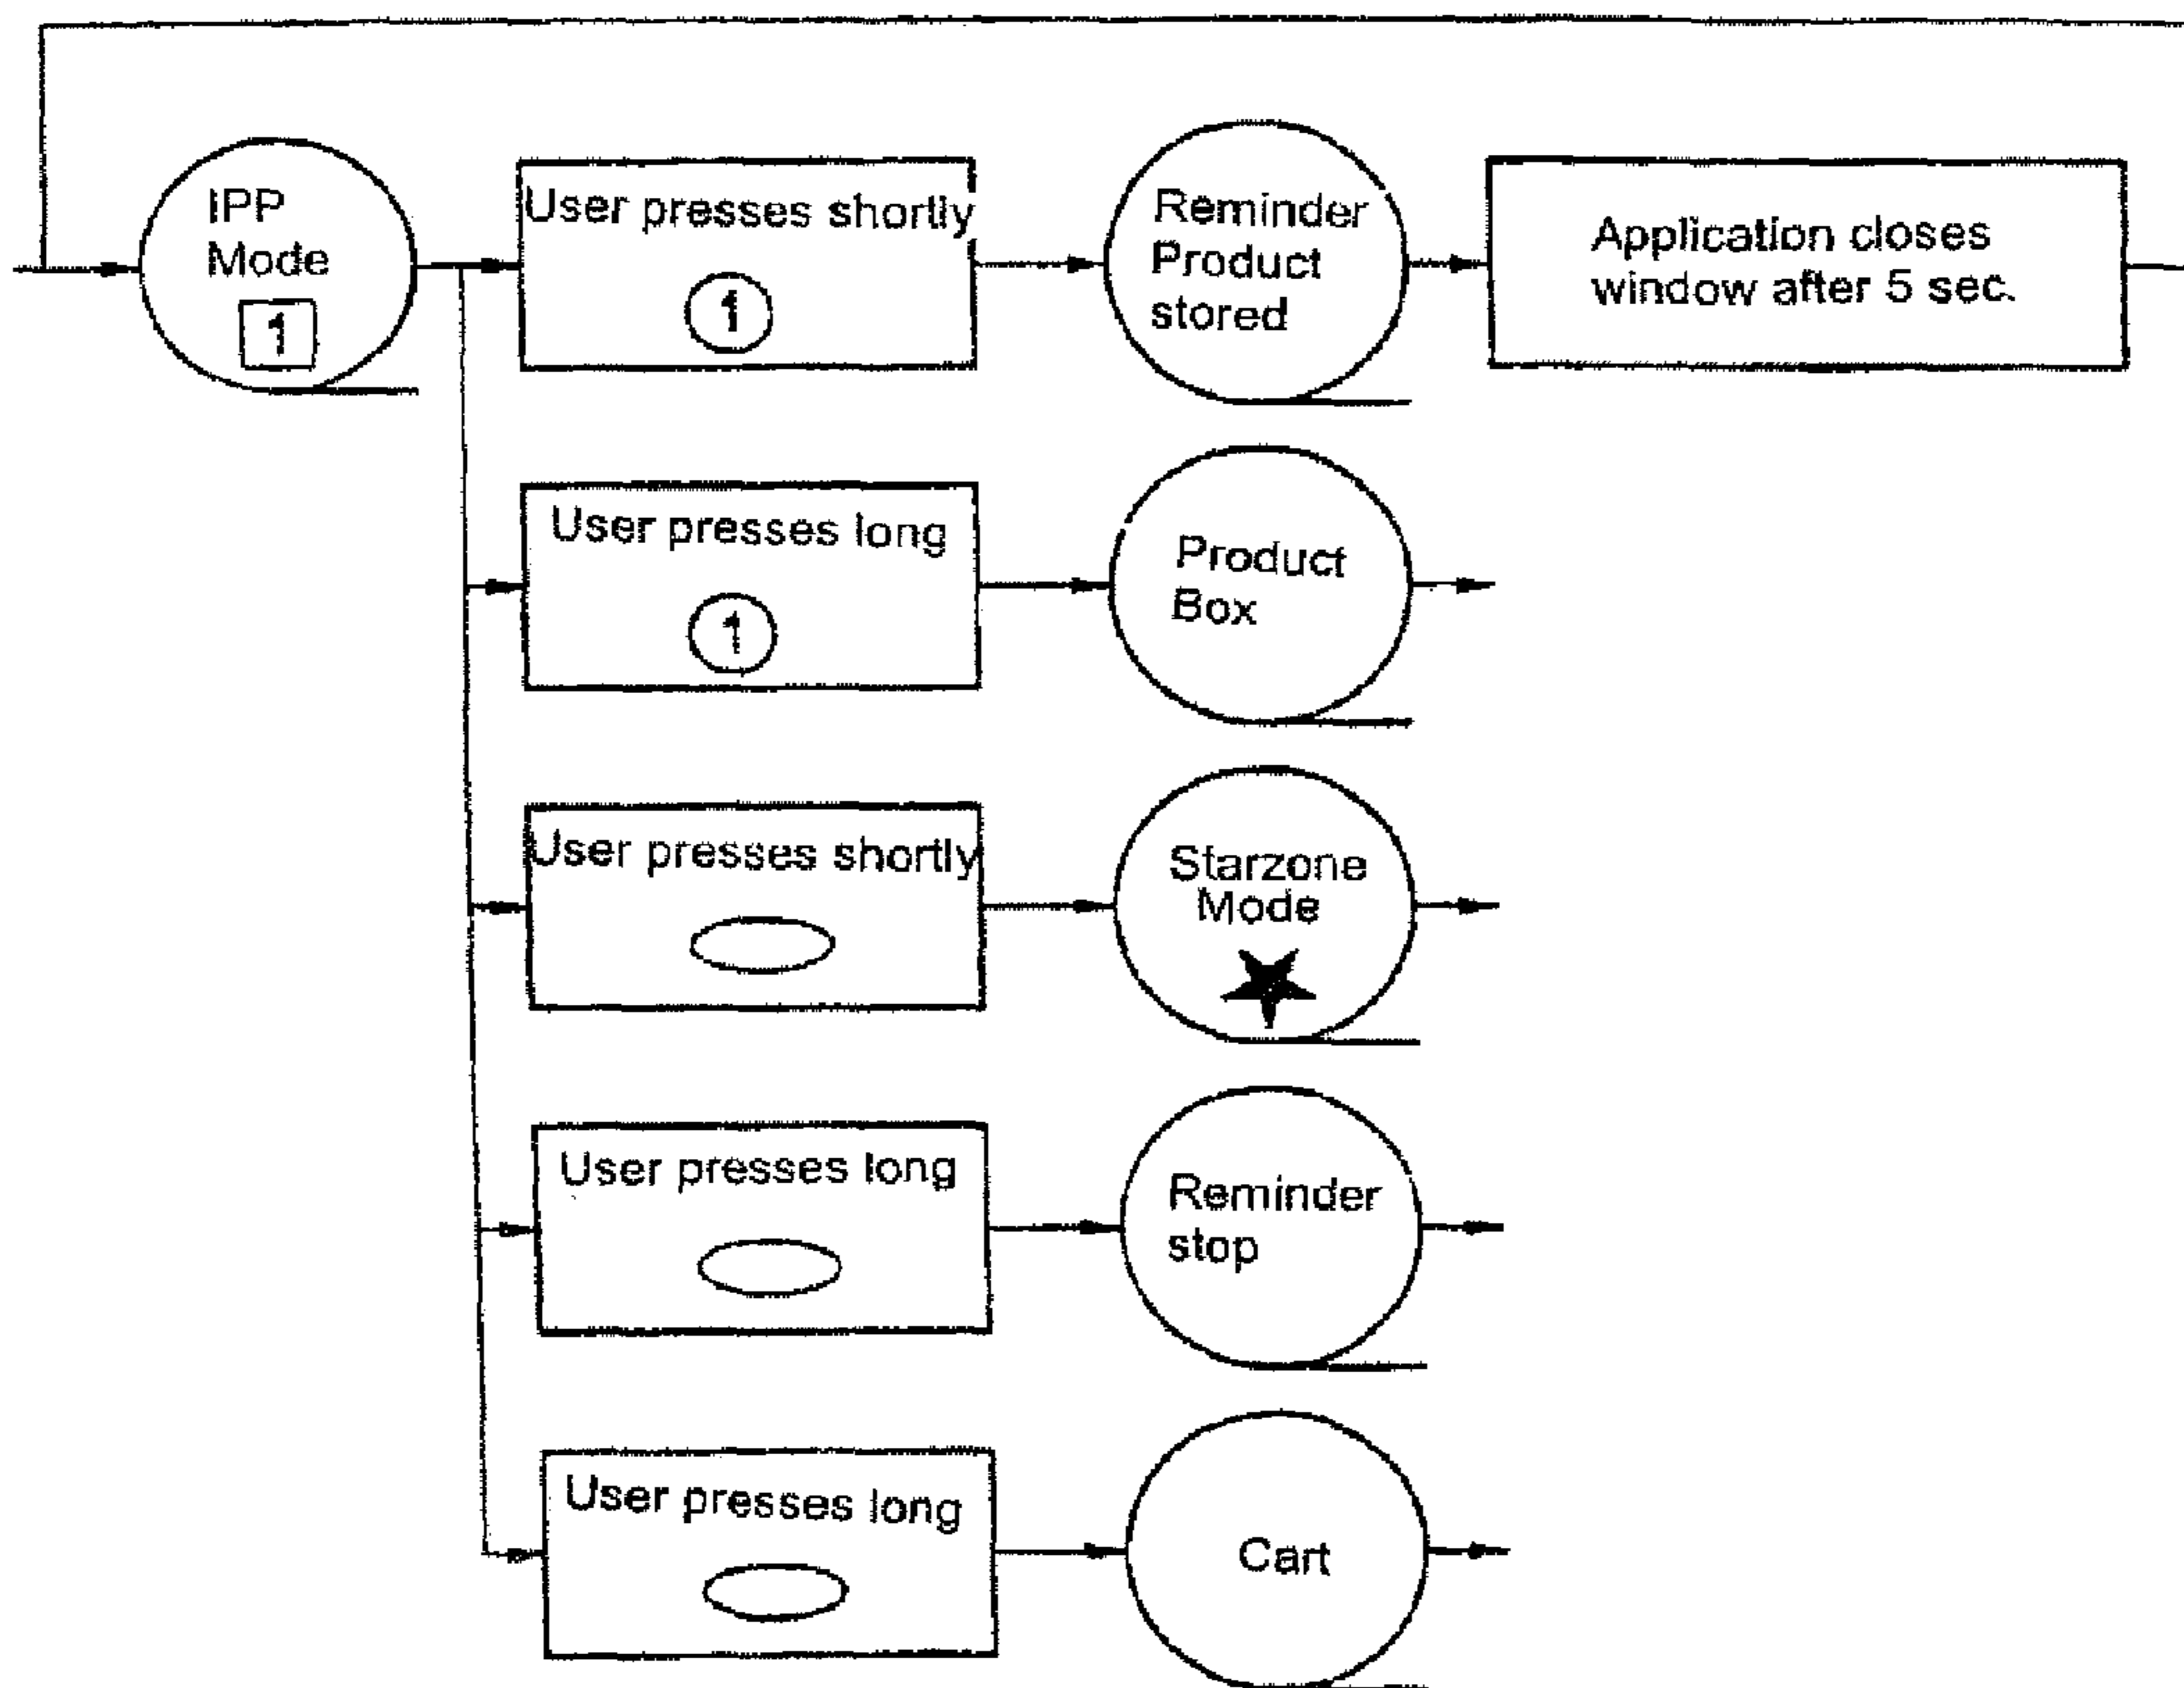 IPP
Mode
1
User presses shortly
1
Reminder
Product
stored
Application closes
window after 5 sec.
User presses long
1
Product
Box
User presses shortly
Starzone
Mode
User presses long
Reminder
stop
User presses long
Cart